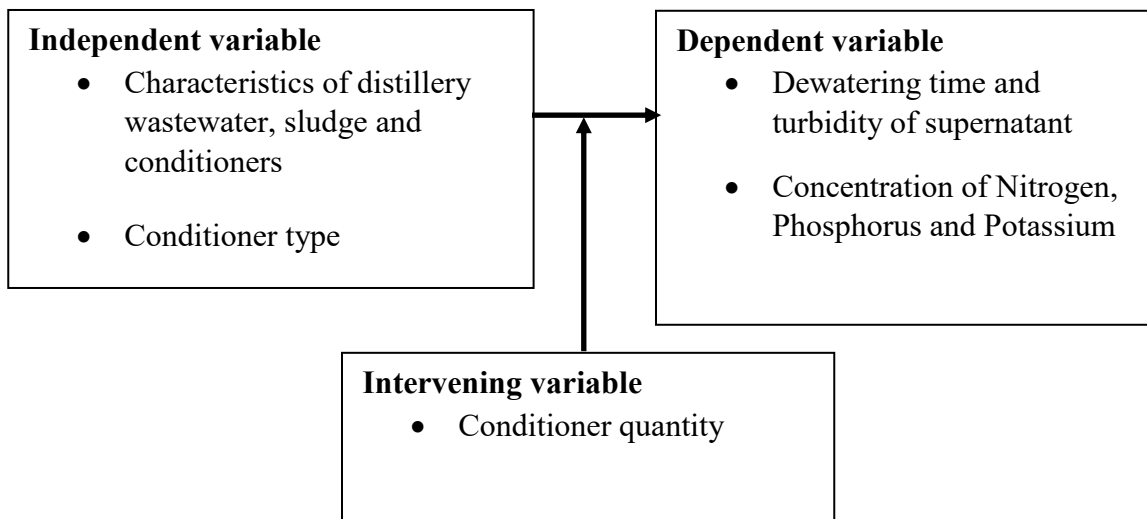 Independent variable
• Characteristics of distillery
wastewater, sludge and
conditioners
• Conditioner type
Dependent variable
• Dewatering time and
turbidity of supernatant
• Concentration of Nitrogen,
Phosphorus and Potassium
Intervening variable
• Conditioner quantity